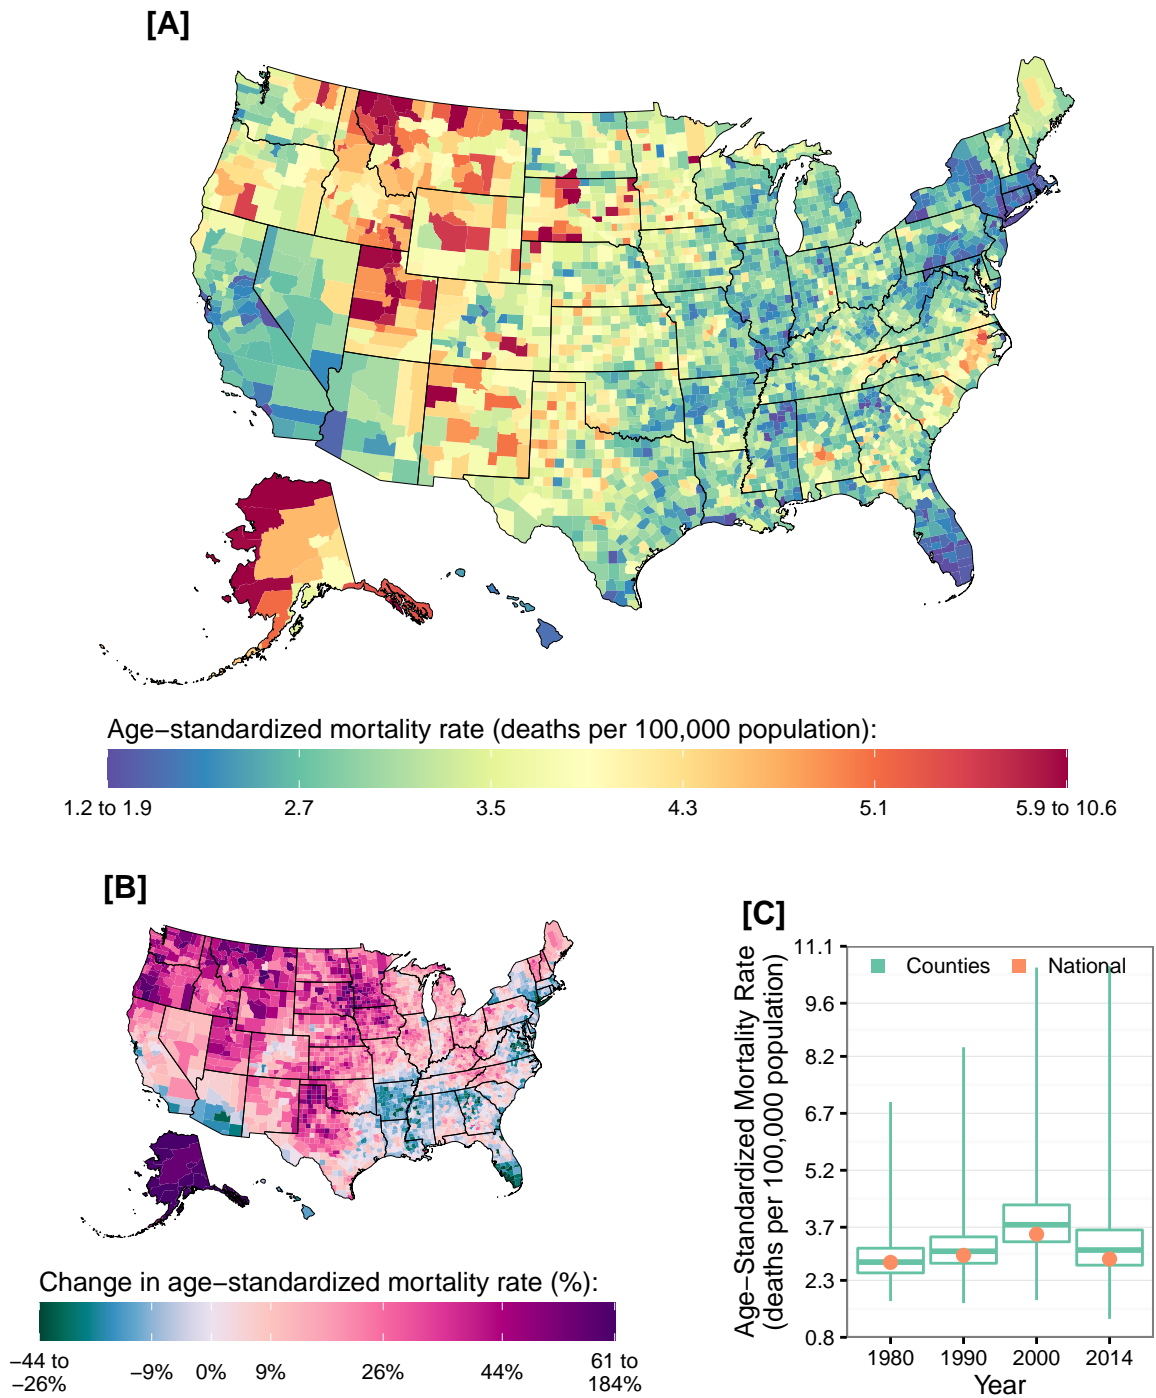 [A]
Age−standardized mortality rate (deaths per 100,000 population):
1.2 to 1.9 2.7 3.5 4.3 5.1 5.9 to 10.6
[B]
Change in age−standardized mortality rate (%):
−44 to −26% −9% 0% 9% 26% 44% 61 to 184%
[C]
Age−Standardized Mortality Rate
(deaths per 100,000 population)
Counties National
11.1
9.6
8.2
6.7
5.2
3.7
2.3
0.8
1980 1990 2000 2014
Year